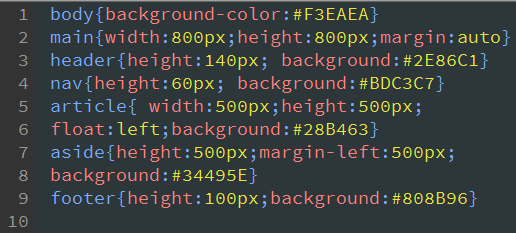 1 body{background-color:#F3EAEA}
2 main{width:800px;height:800px;margin:auto}
3 header{height:140px; background:#2E86C1}
4 nav{height:60px; background:#BDC3C7}
5 article{ width:500px;height:500px;
6 float:left;background:#28B463}
7 aside{height:500px;margin-left:500px;
8 background:#34495E}
9 footer{height:100px;background:#808B96}
10